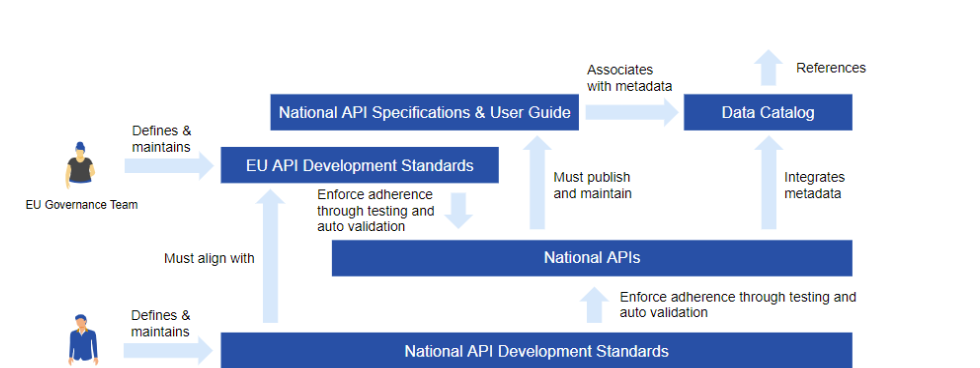 References
Associates
with metadata
National API Specifications & User Guide
Data Catalog
Defines &
maintains
EU API Development Standards
EU Governance Team
Enforce adherence
through testing and
auto validation
Must publish
and maintain
Integrates
metadata
Must align with
National APIs
Enforce adherence through testing and
auto validation
Defines &
maintains
National API Development Standards